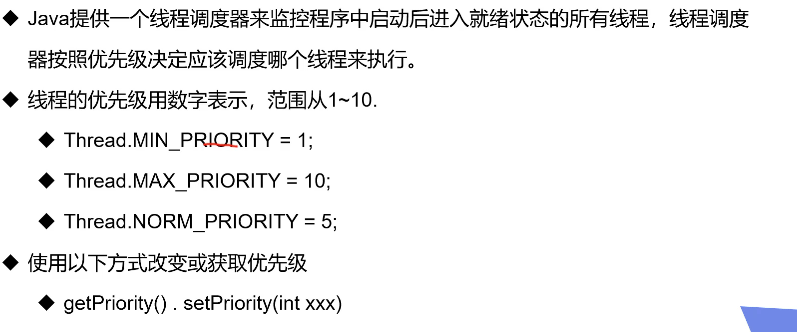 Java提供一个线程调度器来监控程序中启动后进入就绪状态的所有线程，线程调度
器按照优先级决定应该调度哪个线程来执行。
线程的优先级用数字表示，范围从1~10.
Thread.MIN_PRIORITY = 1;
Thread.MAX_PRIORITY = 10;
Thread.NORM_PRIORITY = 5;
使用以下方式改变或获取优先级
getPriority() . setPriority(int xxx)